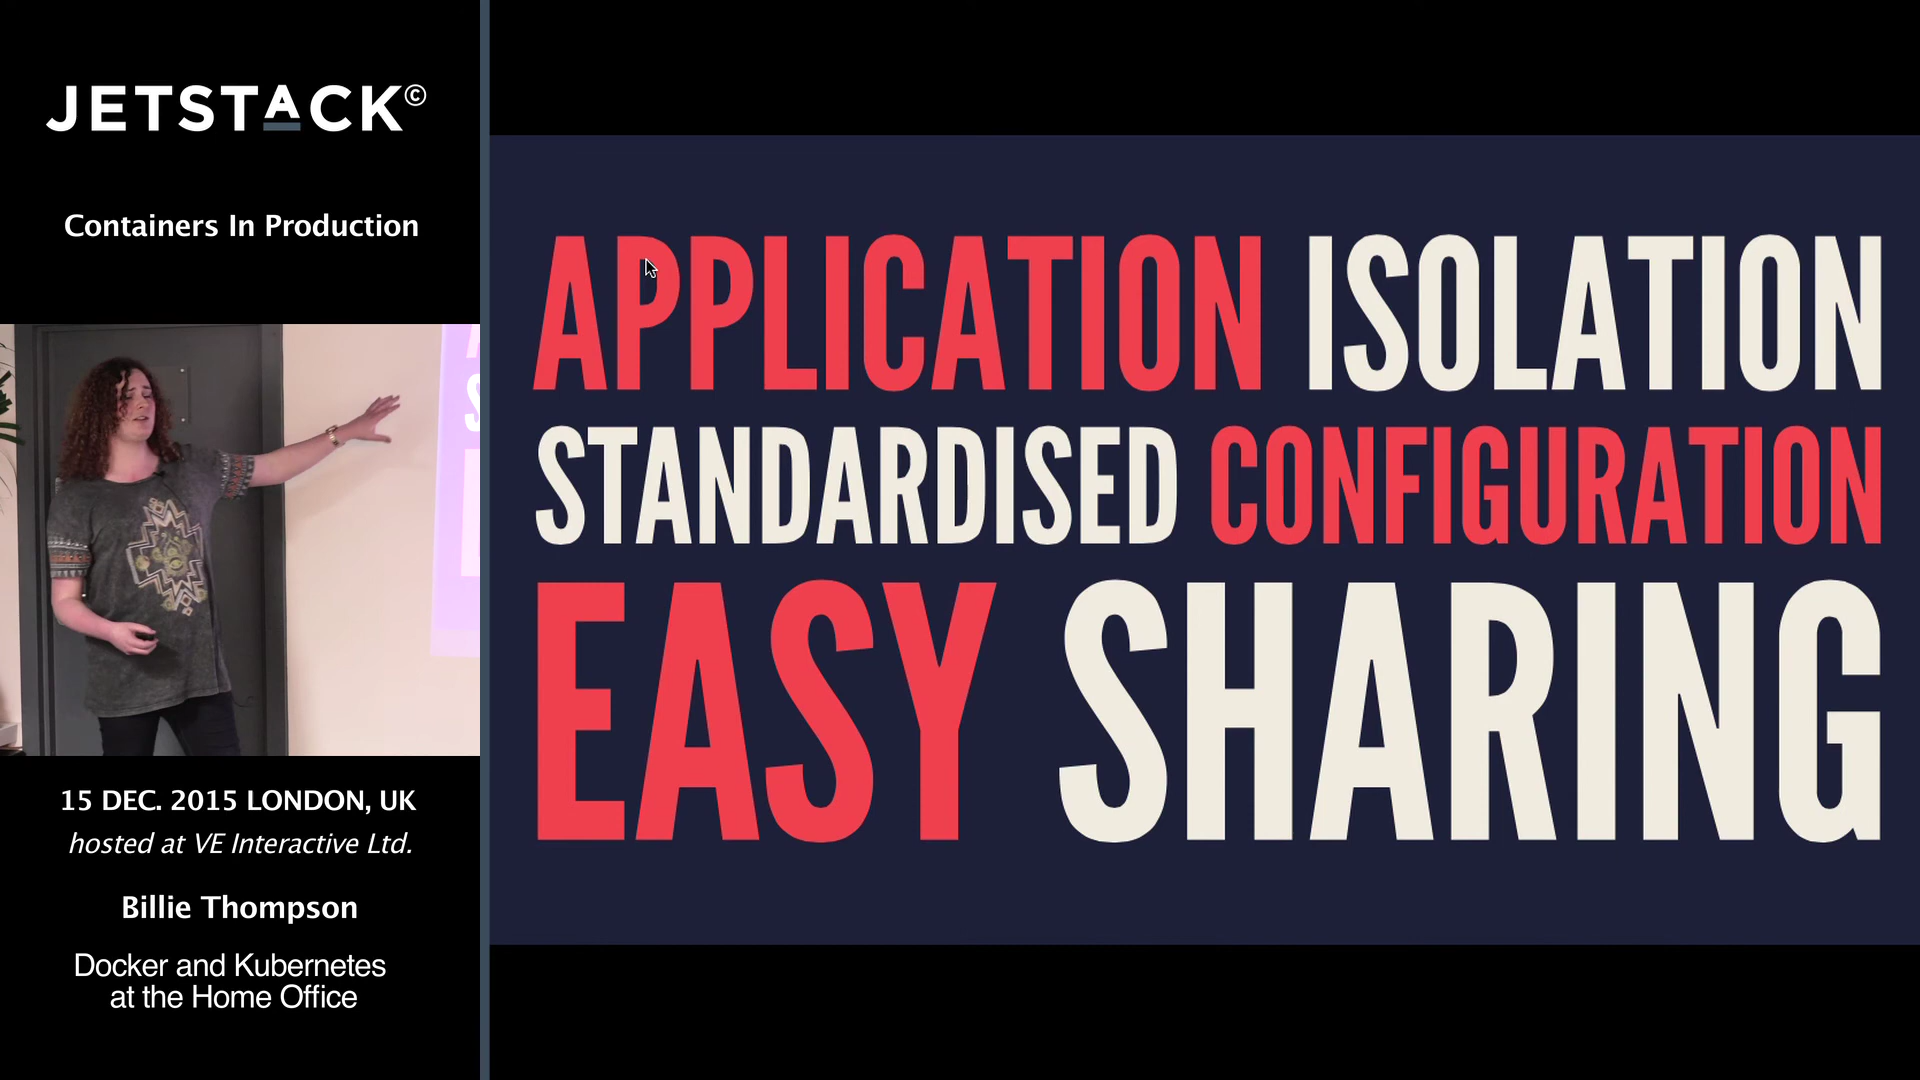 JETSTACK©
Containers In Production
15 DEC. 2015 LONDON, UK
hosted at VE Interactive Ltd.
Billie Thompson
Docker and Kubernetes
at the Home Office
APPLICATION ISOLATION
STANDARDISED CONFIGURATION
EASY SHARING